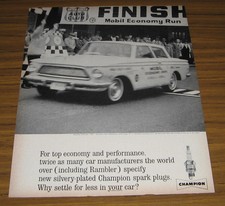 FINISH
Mobil Economy Run
For top economy and performance,
twice as many car manufacturers the world
over (including Rambler) specify
new silvery-plated Champion spark plugs.
Why settle for less in your car?
CHAMPION